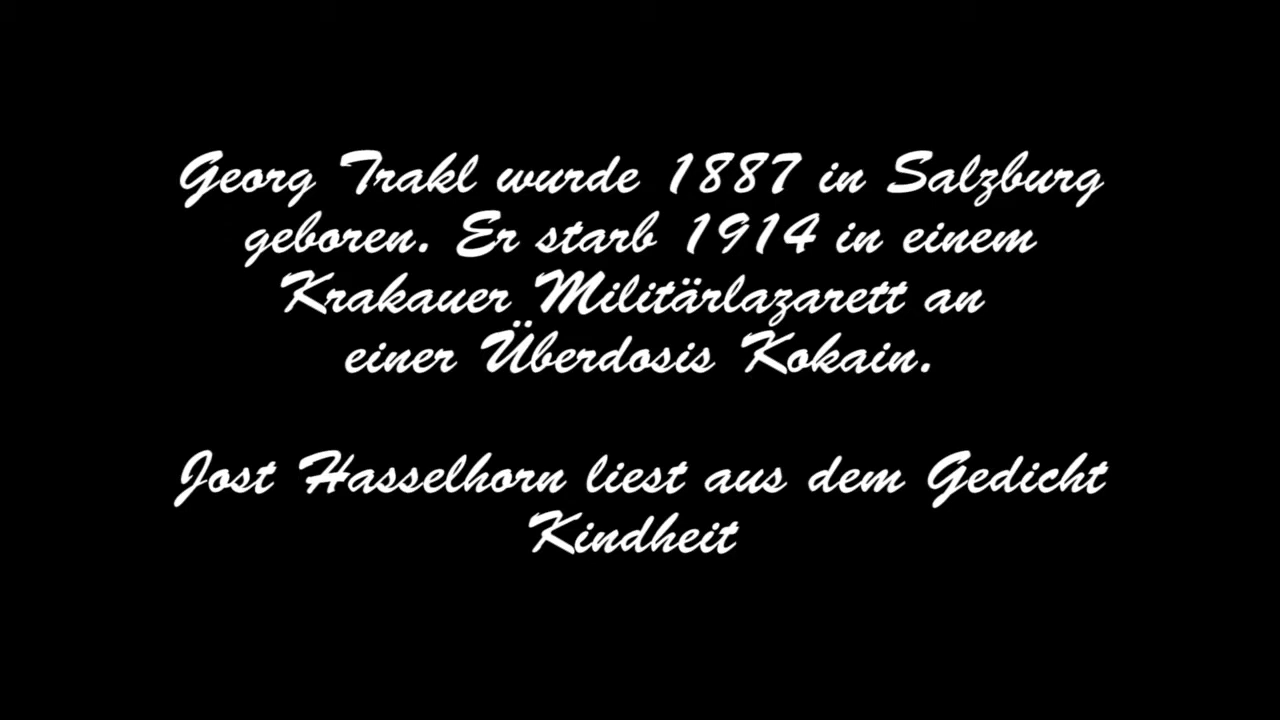 Georg Trakl wurde 1887 in Salzburg
geboren. Er starb 1914 in einem
Krakauer Militärlazarett an
einer Überdosis Kokain.
Jost Hasselhorn liest aus dem Gedicht
Kindheit